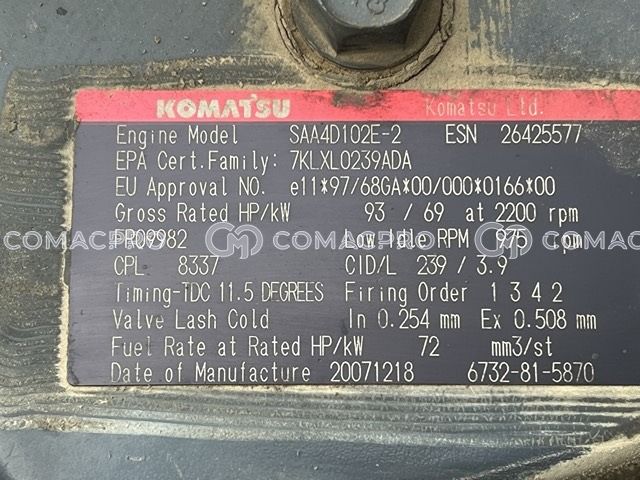 KOMATSU Komatsu Ltd.
Engine Model SAA4D102E-2 ESN 26425577
EPA Cert.Family: 7KLXL0239ADA
EU Approval NO. e11*97/68GA*00/000*0166*00
Gross Rated HP/kW 93 / 69 at 2200 rpm
FR09982 Low Idle RPM 975 rpm
COMACPRO COMACPRO COMACPRO
CPL 8337 CID/L 239 / 3.9
Timing-TDC 11.5 DEGREES Firing Order 1 3 4 2
Valve Lash Cold In 0.254 mm Ex 0.508 mm
Fuel Rate at Rated HP/kW 72 mm3/st
Date of Manufacture 20071218 6732-81-5870